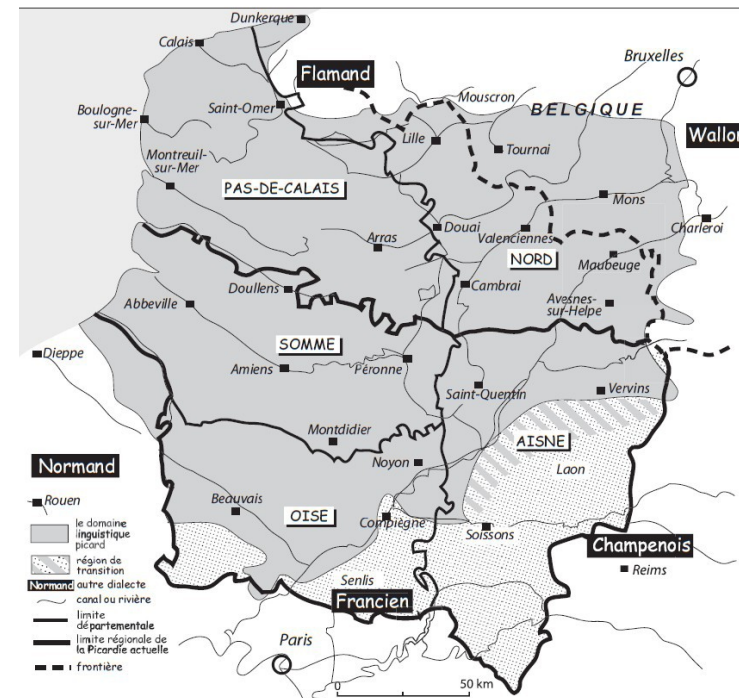 Dunkerque
Calais
Flamand
Bruxelles
Boulogne-
sur-Mer
Saint-Omer
Mouscron
BELGIQUE
Lille
Tournai
Wallon
Montreuil-
sur-Mer
PAS-DE-CALAIS
Mons
Charleroi
Arras
Douai
Valenciennes
NORD
Maubeuge
Doullens
Cambrai
Avesnes-
sur-Helpe
Abbeville
SOMME
Dieppe
Amiens
Péronne
Saint-Quentin
Vervins
Montdidier
AISNE
Normand
Noyon
Laon
Rouen
Beauvais
OISE
Compiègne
Soissons
Champenois
Reims
Senlis
Francien
Paris
le domaine
linguistique
picard
région de
transition
Normand autre dialecte
canal ou rivière
limite
départementale
limite régionale de
la Picardie actuelle
frontière
0 50 km